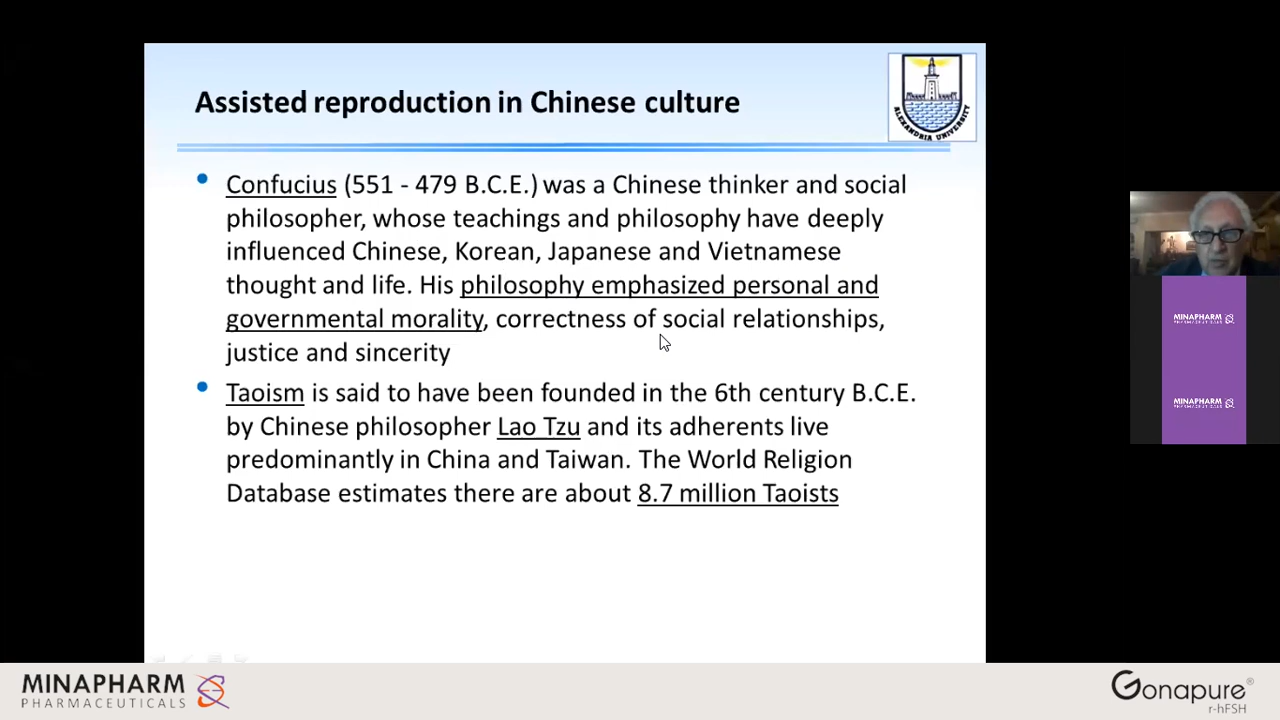 Assisted reproduction in Chinese culture
ALEXANDRIA UNIVERSITY
• Confucius (551 - 479 B.C.E.) was a Chinese thinker and social
philosopher, whose teachings and philosophy have deeply
influenced Chinese, Korean, Japanese and Vietnamese
thought and life. His philosophy emphasized personal and
governmental morality, correctness of social relationships,
justice and sincerity
• Taoism is said to have been founded in the 6th century B.C.E.
by Chinese philosopher Lao Tzu and its adherents live
predominantly in China and Taiwan. The World Religion
Database estimates there are about 8.7 million Taoists
MINAPHARM
PHARMACEUTICALS
MINAPHARM
PHARMACEUTICALS
MINAPHARM
PHARMACEUTICALS
Gonapure®
r-hFSH